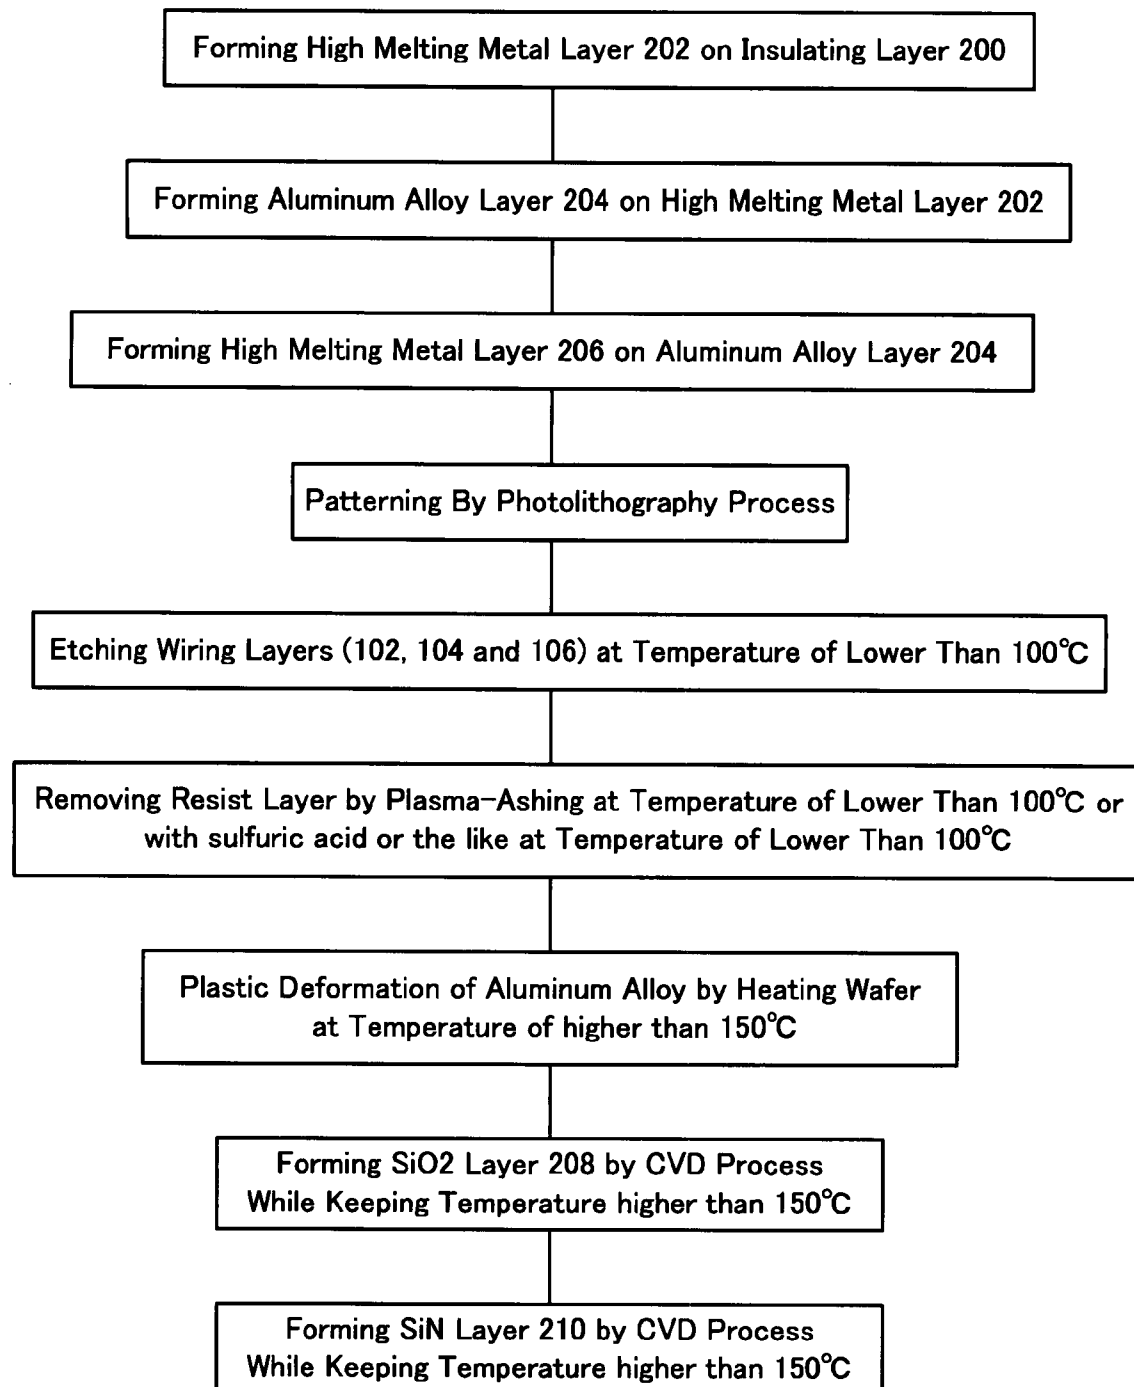 Forming High Melting Metal Layer 202 on Insulating Layer 200
Forming Aluminum Alloy Layer 204 on High Melting Metal Layer 202
Forming High Melting Metal Layer 206 on Aluminum Alloy Layer 204
Patterning By Photolithography Process
Etching Wiring Layers (102, 104 and 106) at Temperature of Lower Than 100℃
Removing Resist Layer by Plasma-Ashing at Temperature of Lower Than 100℃ or
with sulfuric acid or the like at Temperature of Lower Than 100℃
Plastic Deformation of Aluminum Alloy by Heating Wafer
at Temperature of higher than 150℃
Forming SiO2 Layer 208 by CVD Process
While Keeping Temperature higher than 150℃
Forming SiN Layer 210 by CVD Process
While Keeping Temperature higher than 150℃